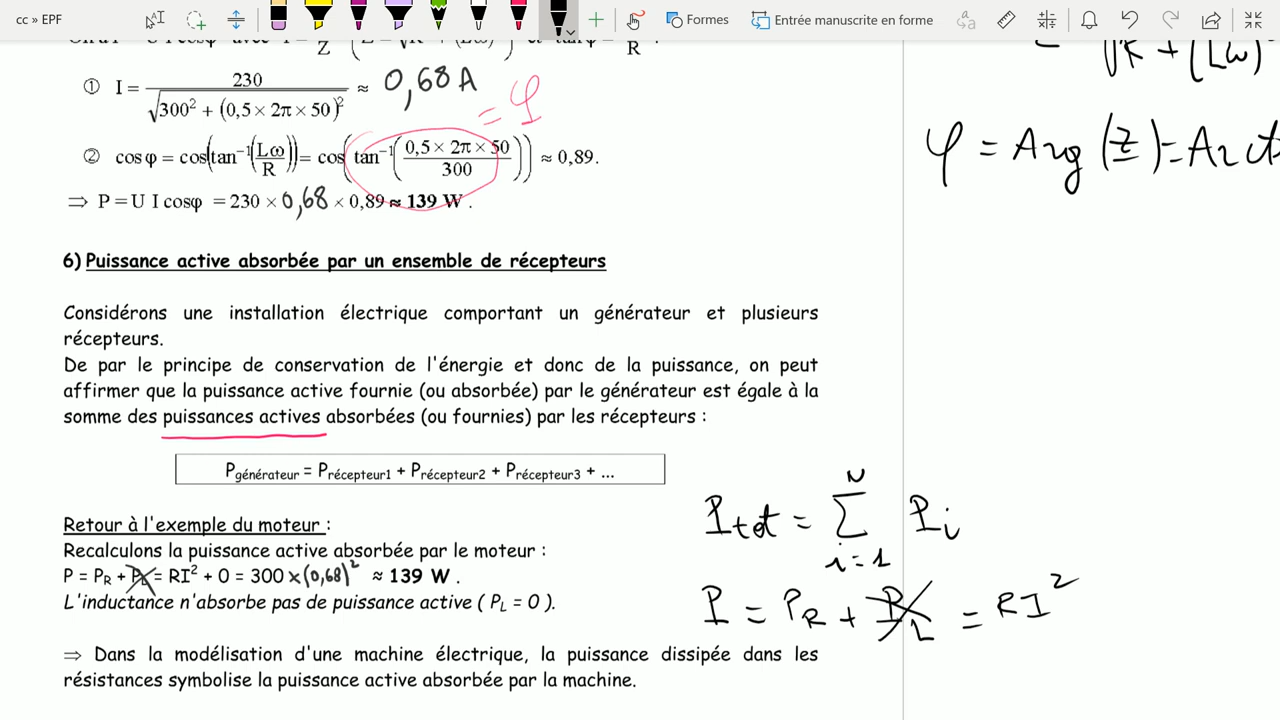 cc » EPF
Formes
Entrée manuscrite en forme
Z
R
√R + (Lω)
① I = 230 / √(300² + (0,5 × 2π × 50)²) ≈ 0,68 A
= φ
② cos φ = cos(tan⁻¹(Lω/R)) = cos(tan⁻¹(0,5 × 2π × 50 / 300)) ≈ 0,89.
φ = Arg (Z) = Arct
⇒ P = U I cosφ = 230 × 0,68 × 0,89 ≈ 139 W .
6) Puissance active absorbée par un ensemble de récepteurs
Considérons une installation électrique comportant un générateur et plusieurs
récepteurs.
De par le principe de conservation de l'énergie et donc de la puissance, on peut
affirmer que la puissance active fournie (ou absorbée) par le générateur est égale à la
somme des puissances actives absorbées (ou fournies) par les récepteurs :
Pgénérateur = Précepteur1 + Précepteur2 + Précepteur3 + ...
Ptot = Σ Pi
N
i=1
Retour à l'exemple du moteur :
Recalculons la puissance active absorbée par le moteur :
P = PR + PL = RI² + 0 = 300 × (0,68)² ≈ 139 W .
L'inductance n'absorbe pas de puissance active ( PL = 0 ).
P = PR + PL = RI²
⇒ Dans la modélisation d'une machine électrique, la puissance dissipée dans les
résistances symbolise la puissance active absorbée par la machine.